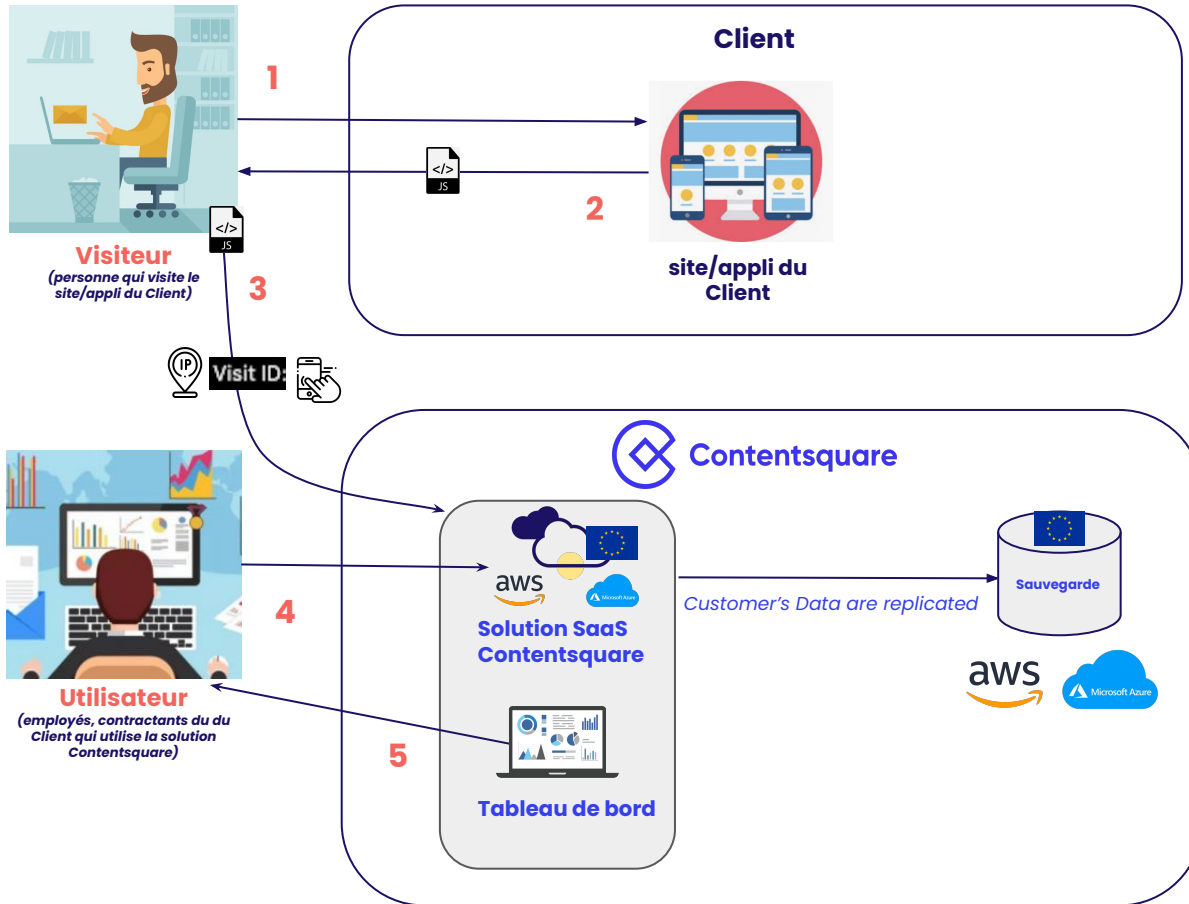 Client
1
</>
JS
2
site/appli du
Client
</>
JS
Visiteur
(personne qui visite le
site/appli du Client)
3
IP
Visit ID:
Contentsquare
aws
Microsoft Azure
Solution SaaS
Contentsquare
4
Customer's Data are replicated
Sauvegarde
aws
Microsoft Azure
Utilisateur
(employés, contractants du du
Client qui utilise la solution
Contentsquare)
5
Tableau de bord